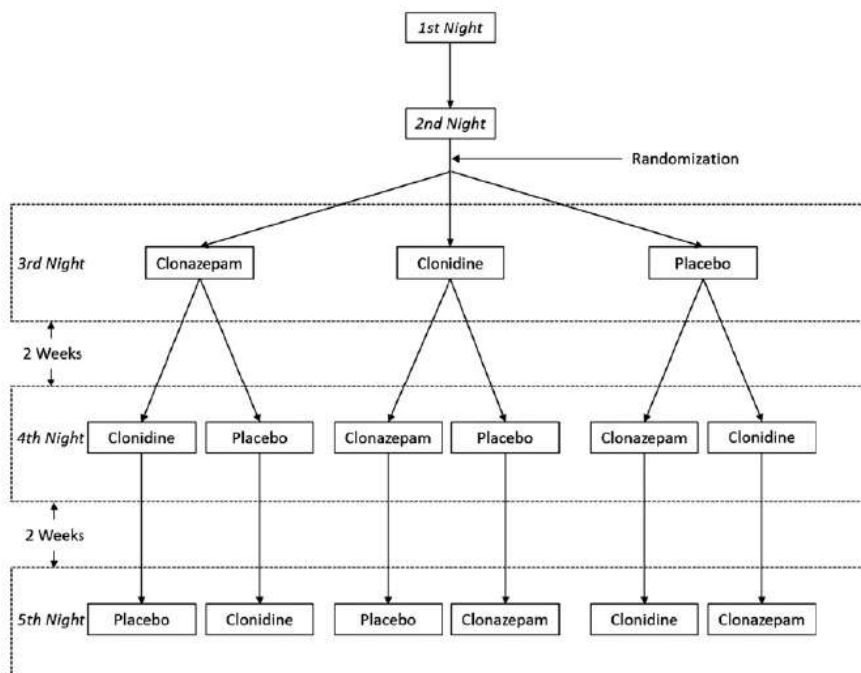 1st Night
2nd Night
Randomization
3rd Night
Clonazepam
Clonidine
Placebo
2 Weeks
4th Night
Clonidine
Placebo
Clonazepam
Placebo
Clonazepam
Clonidine
2 Weeks
5th Night
Placebo
Clonidine
Placebo
Clonazepam
Clonidine
Clonazepam